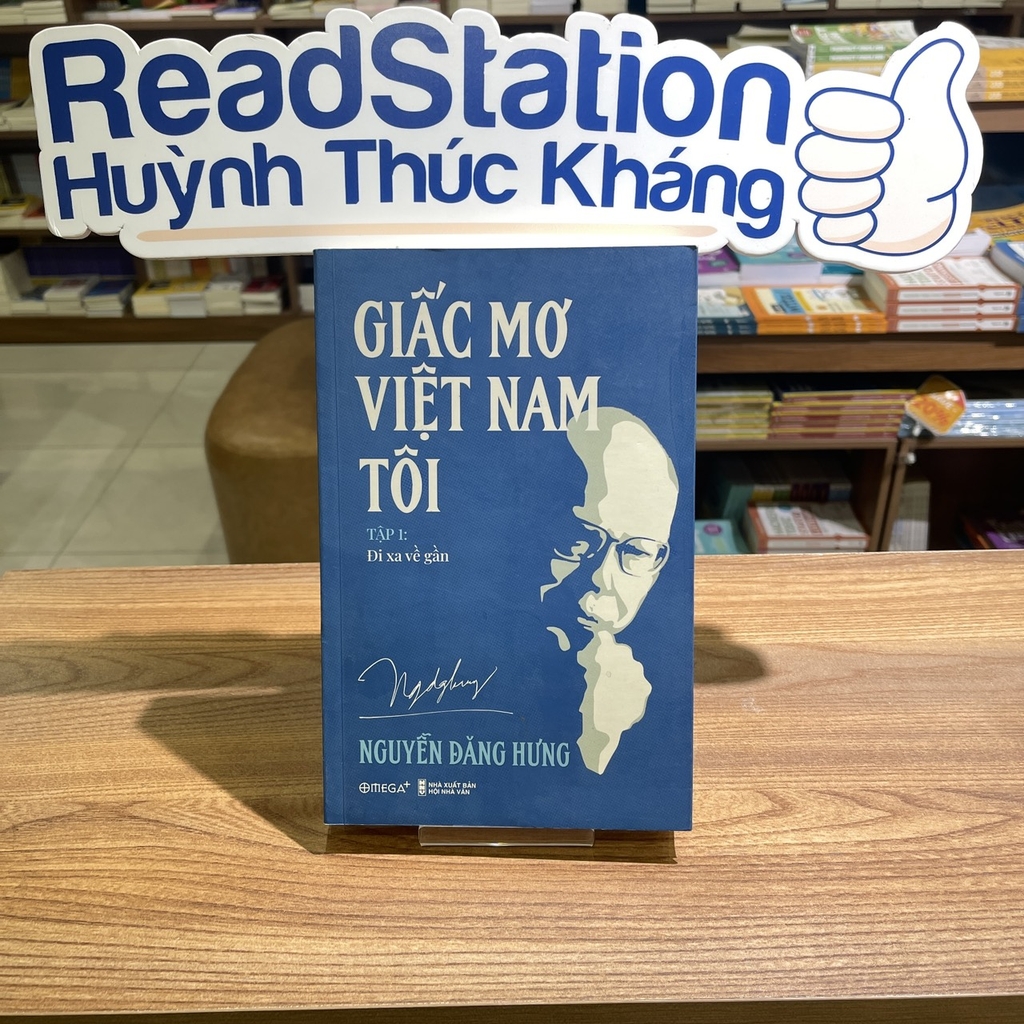 ReadStation
Huỳnh Thúc Kháng
GIẤC MƠ
VIỆT NAM
TÔI
TẬP 1:
Đi xa về gần
NGUYỄN ĐĂNG HƯNG
OMEGA+
NHÀ XUẤT BẢN
HỘI NHÀ VĂN